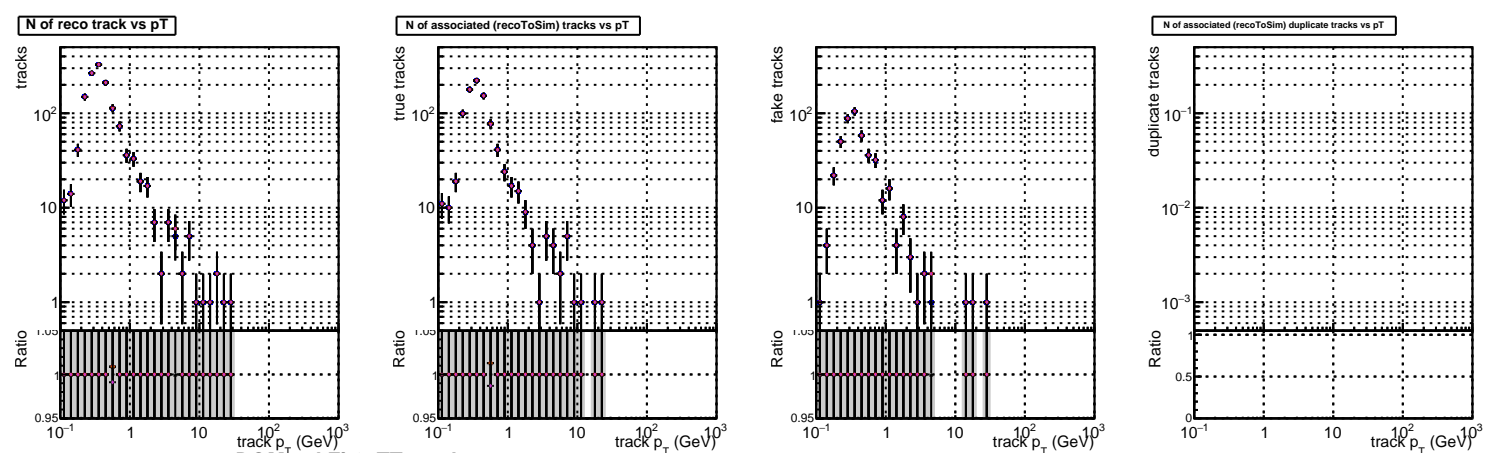 N of reco track vs pT
tracks
10²
10
1
1.05
Ratio
1
0.95
10⁻¹ 1 10 10² 10³
track p_T (GeV)
N of associated (recoToSim) tracks vs pT
true tracks
10²
10
1
1.05
Ratio
1
0.95
10⁻¹ 1 10 10² 10³
track p_T (GeV)
fake tracks
10²
10
1
1.05
Ratio
1
0.95
10⁻¹ 1 10 10² 10³
track p_T (GeV)
N of associated (recoToSim) duplicate tracks vs pT
duplicate tracks
10⁻¹
10⁻²
10⁻³
Ratio
1
0.5
0
10⁻¹ 1 10 10² 10³
track p_T (GeV)